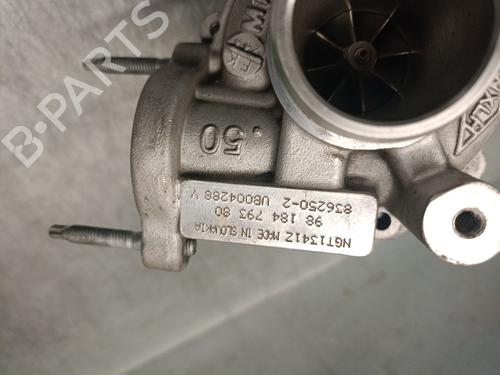 B-PARTS
.50
NGT1341Z MADE IN SLOVAKIA
98 184 793 80
836250-2 UB004288 V